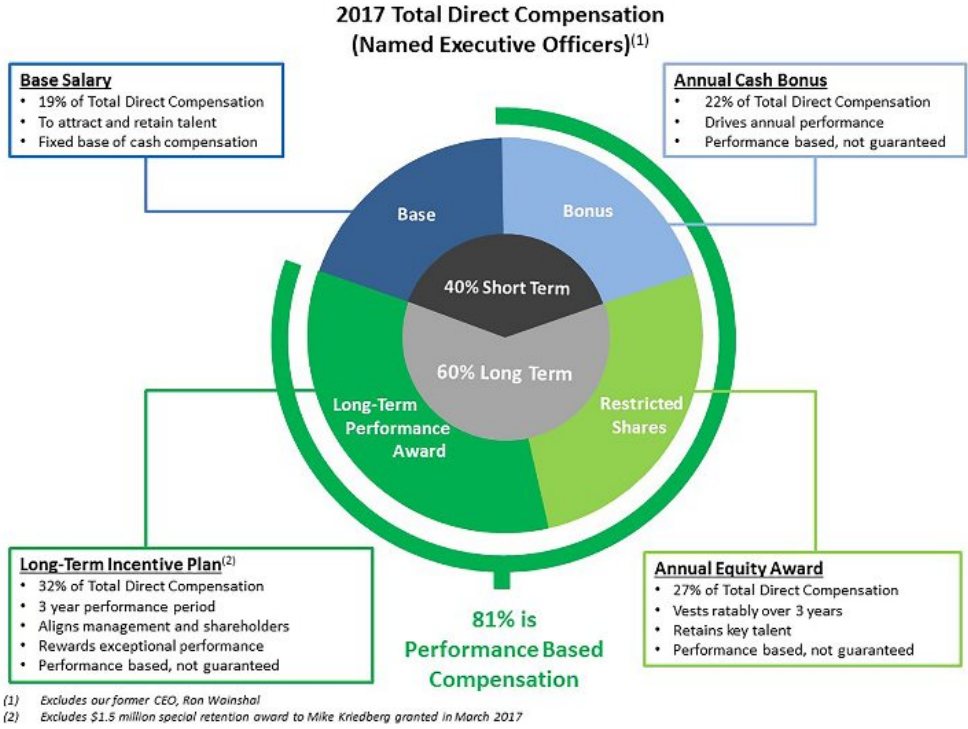 2017 Total Direct Compensation
(Named Executive Officers)(1)
Base Salary
• 19% of Total Direct Compensation
• To attract and retain talent
• Fixed base of cash compensation
Annual Cash Bonus
• 22% of Total Direct Compensation
• Drives annual performance
• Performance based, not guaranteed
Base
Bonus
40% Short Term
60% Long Term
Long-Term
Performance
Award
Restricted
Shares
Long-Term Incentive Plan(2)
• 32% of Total Direct Compensation
• 3 year performance period
• Aligns management and shareholders
• Rewards exceptional performance
• Performance based, not guaranteed
Annual Equity Award
• 27% of Total Direct Compensation
• Vests ratably over 3 years
• Retains key talent
• Performance based, not guaranteed
81% is
Performance Based
Compensation
(1) Excludes our former CEO, Ron Wainshal
(2) Excludes $1.5 million special retention award to Mike Kriedberg granted in March 2017